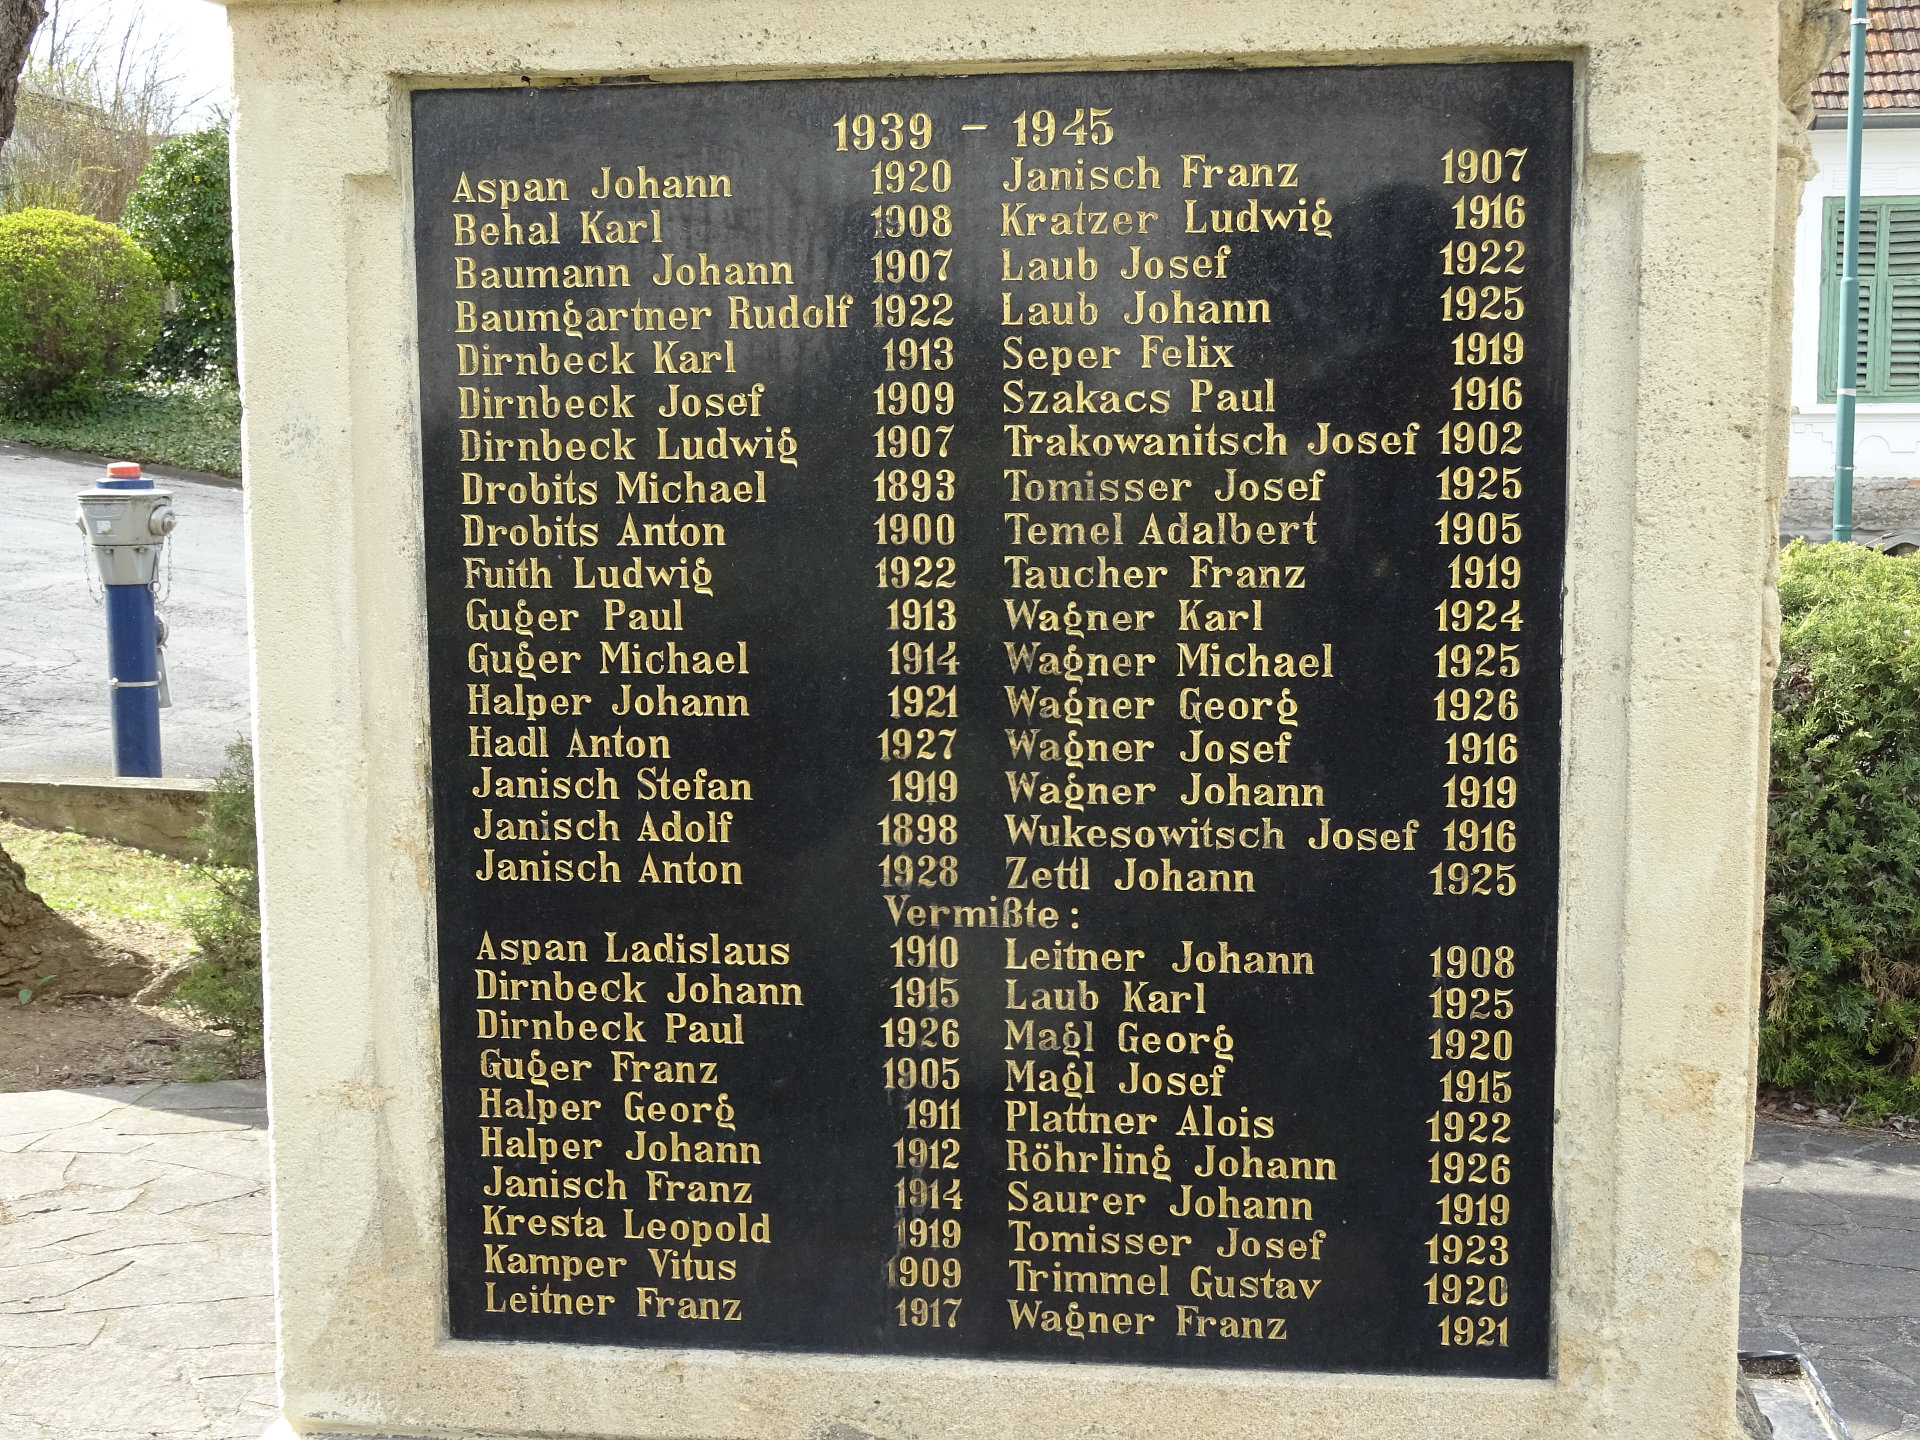 1939 - 1945
Aspan Johann 1920 Janisch Franz 1907
Behal Karl 1908 Kratzer Ludwig 1916
Baumann Johann 1907 Laub Josef 1922
Baumgartner Rudolf 1922 Laub Johann 1925
Dirnbeck Karl 1913 Seper Felix 1919
Dirnbeck Josef 1909 Szakacs Paul 1916
Dirnbeck Ludwig 1907 Trakowanitsch Josef 1902
Drobits Michael 1893 Tomisser Josef 1925
Drobits Anton 1900 Temel Adalbert 1905
Fuith Ludwig 1922 Taucher Franz 1919
Guger Paul 1913 Wagner Karl 1924
Guger Michael 1914 Wagner Michael 1925
Halper Johann 1921 Wagner Georg 1926
Hadl Anton 1927 Wagner Josef 1916
Janisch Stefan 1919 Wagner Johann 1919
Janisch Adolf 1898 Wukesowitsch Josef 1916
Janisch Anton 1928 Zettl Johann 1925
Vermißte :
Aspan Ladislaus 1910 Leitner Johann 1908
Dirnbeck Johann 1915 Laub Karl 1925
Dirnbeck Paul 1926 Magl Georg 1920
Guger Franz 1905 Magl Josef 1915
Halper Georg 1911 Plattner Alois 1922
Halper Johann 1912 Röhrling Johann 1926
Janisch Franz 1914 Saurer Johann 1919
Kresta Leopold 1919 Tomisser Josef 1923
Kamper Vitus 1909 Trimmel Gustav 1920
Leitner Franz 1917 Wagner Franz 1921